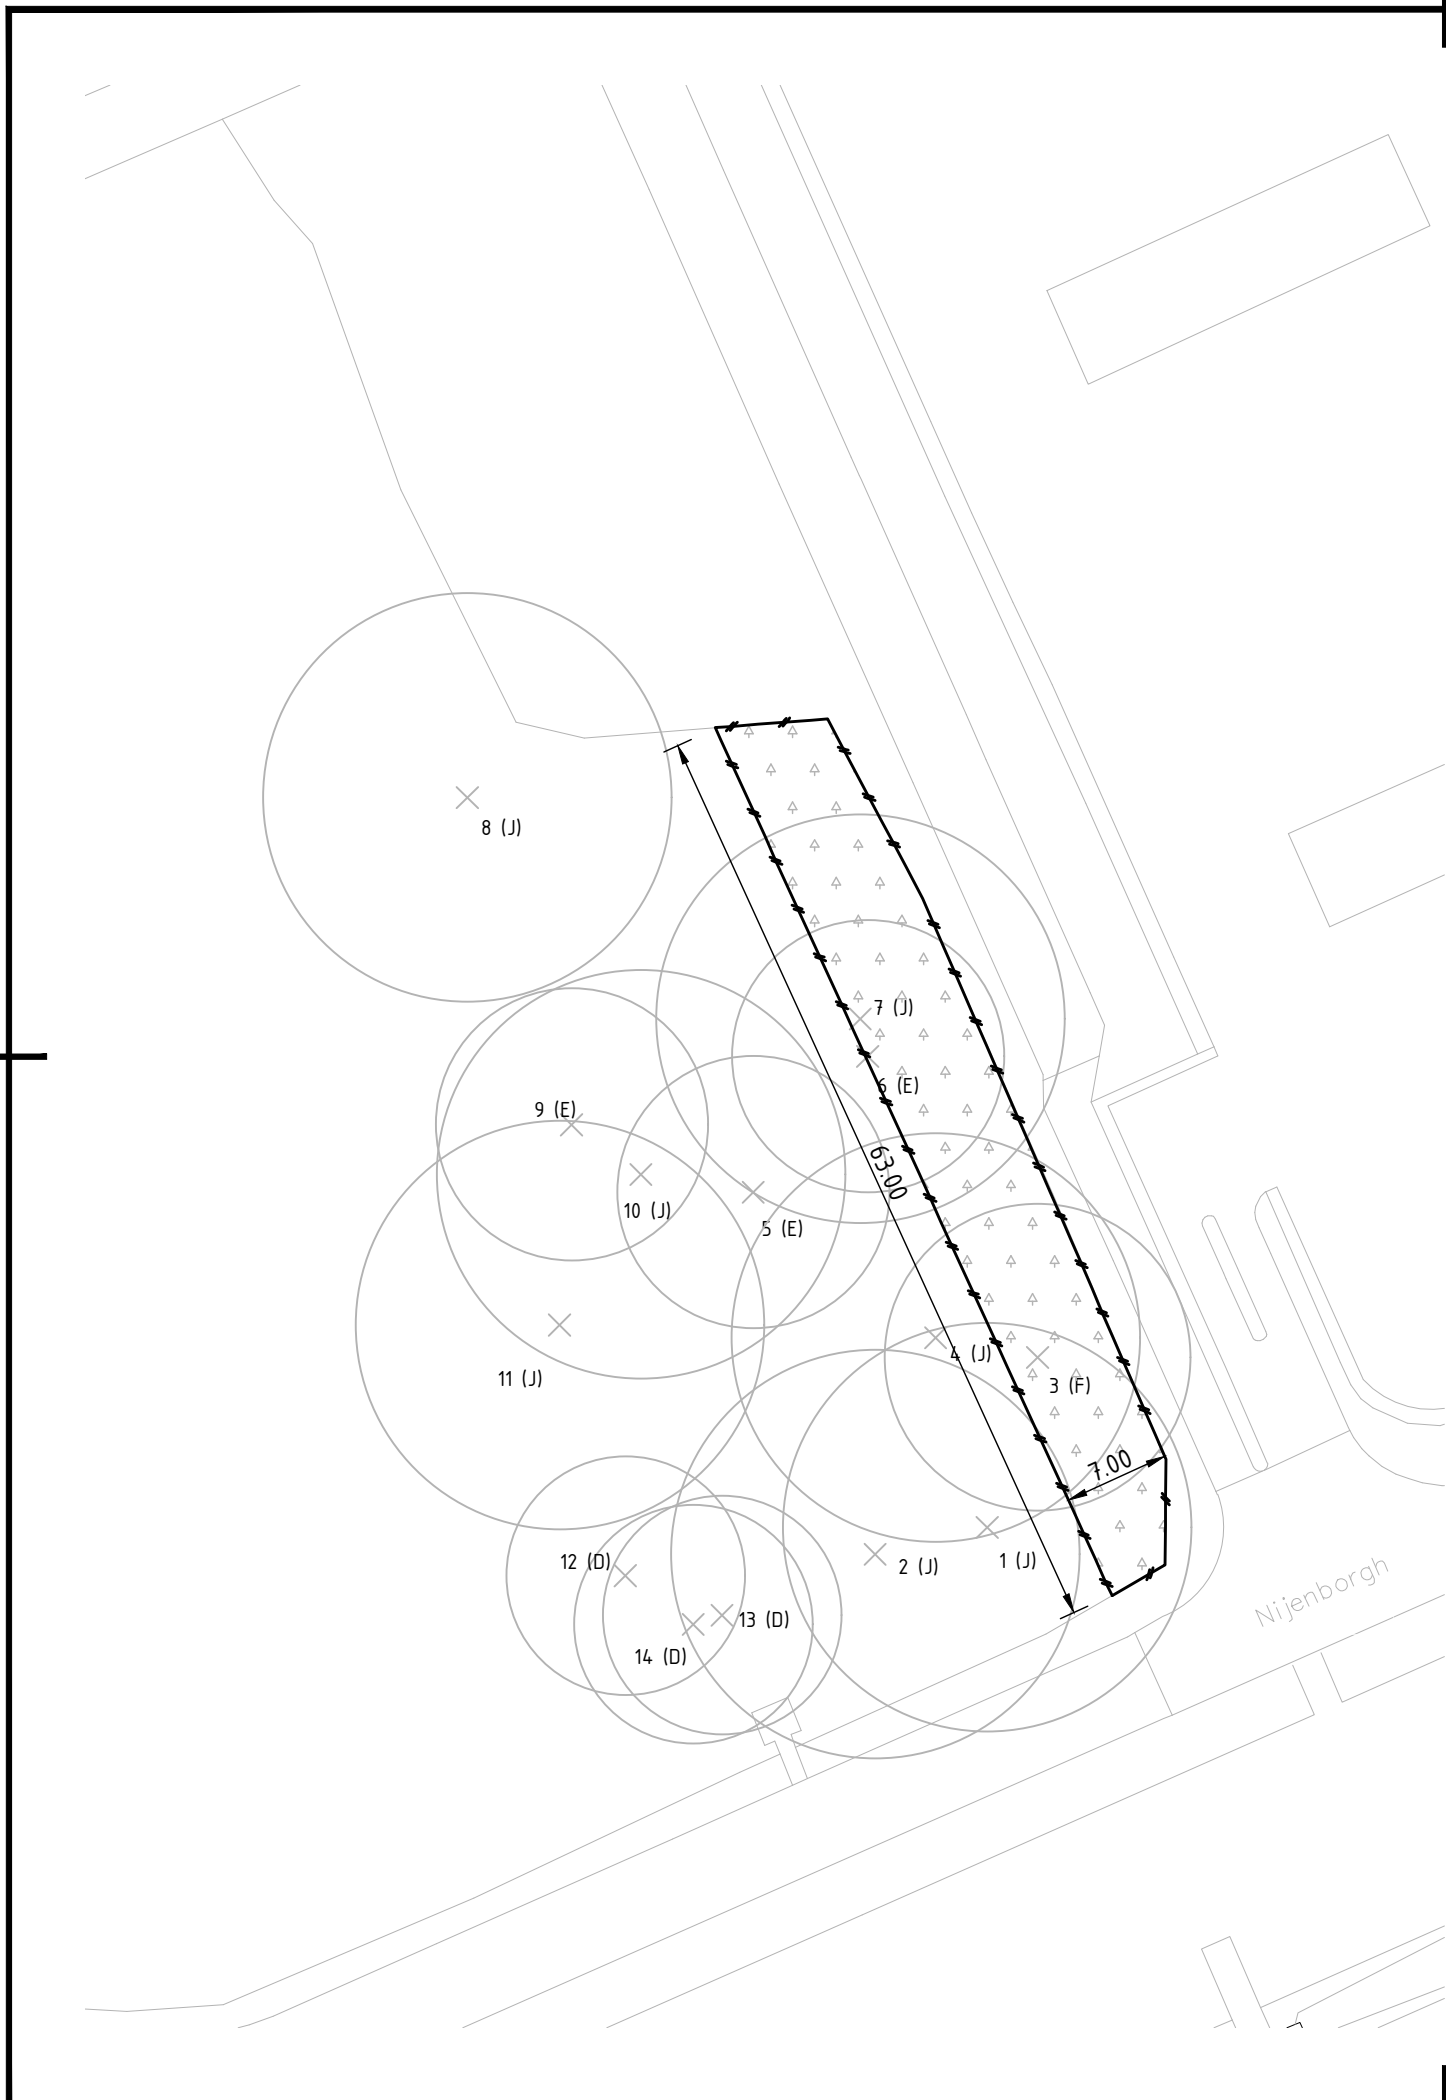 8 (J)
7 (J)
6 (E)
9 (E)
63.00
10 (J)
5 (E)
4 (J)
11 (J)
3 (F)
7.00
12 (D)
2 (J)
1 (J)
13 (D)
14 (D)
Nijenborgh